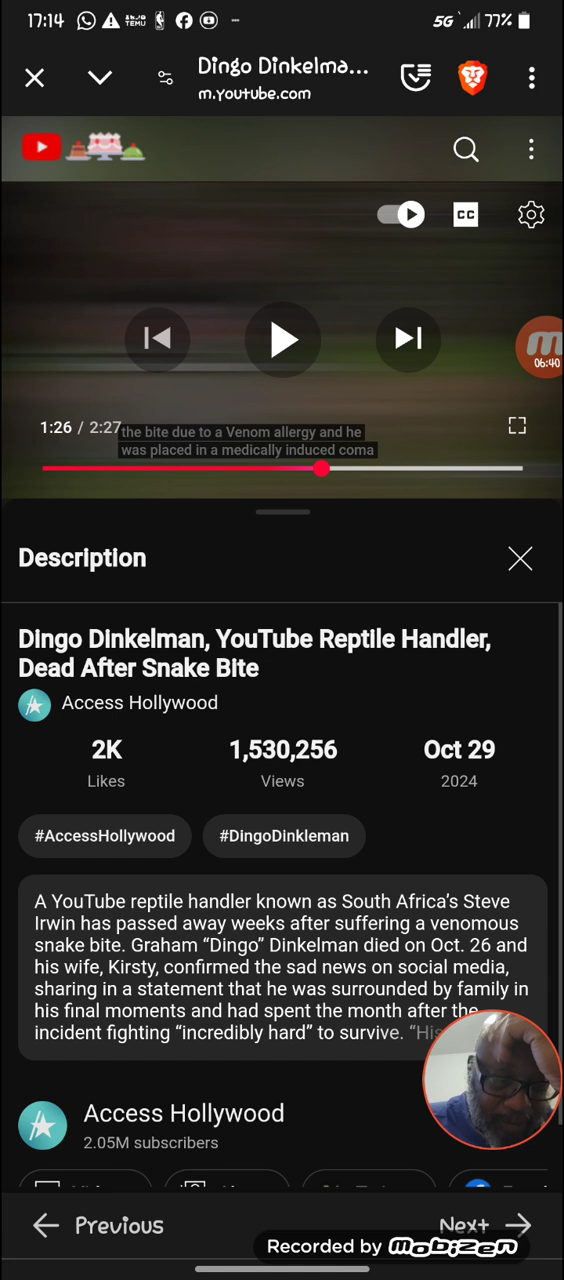 17:14
TEMU
5G
77%
Dingo Dinkelma...
m.youtube.com
CC
06:40
1:26 / 2:27
the bite due to a Venom allergy and he
was placed in a medically induced coma
Description
Dingo Dinkelman, YouTube Reptile Handler,
Dead After Snake Bite
Access Hollywood
2K
1,530,256
Oct 29
Likes
Views
2024
#AccessHollywood
#DingoDinkleman
A YouTube reptile handler known as South Africa's Steve
Irwin has passed away weeks after suffering a venomous
snake bite. Graham "Dingo" Dinkelman died on Oct. 26 and
his wife, Kirsty, confirmed the sad news on social media,
sharing in a statement that he was surrounded by family in
his final moments and had spent the month after the
incident fighting "incredibly hard" to survive. "His
Access Hollywood
2.05M subscribers
Previous
Next
Recorded by Mobizen